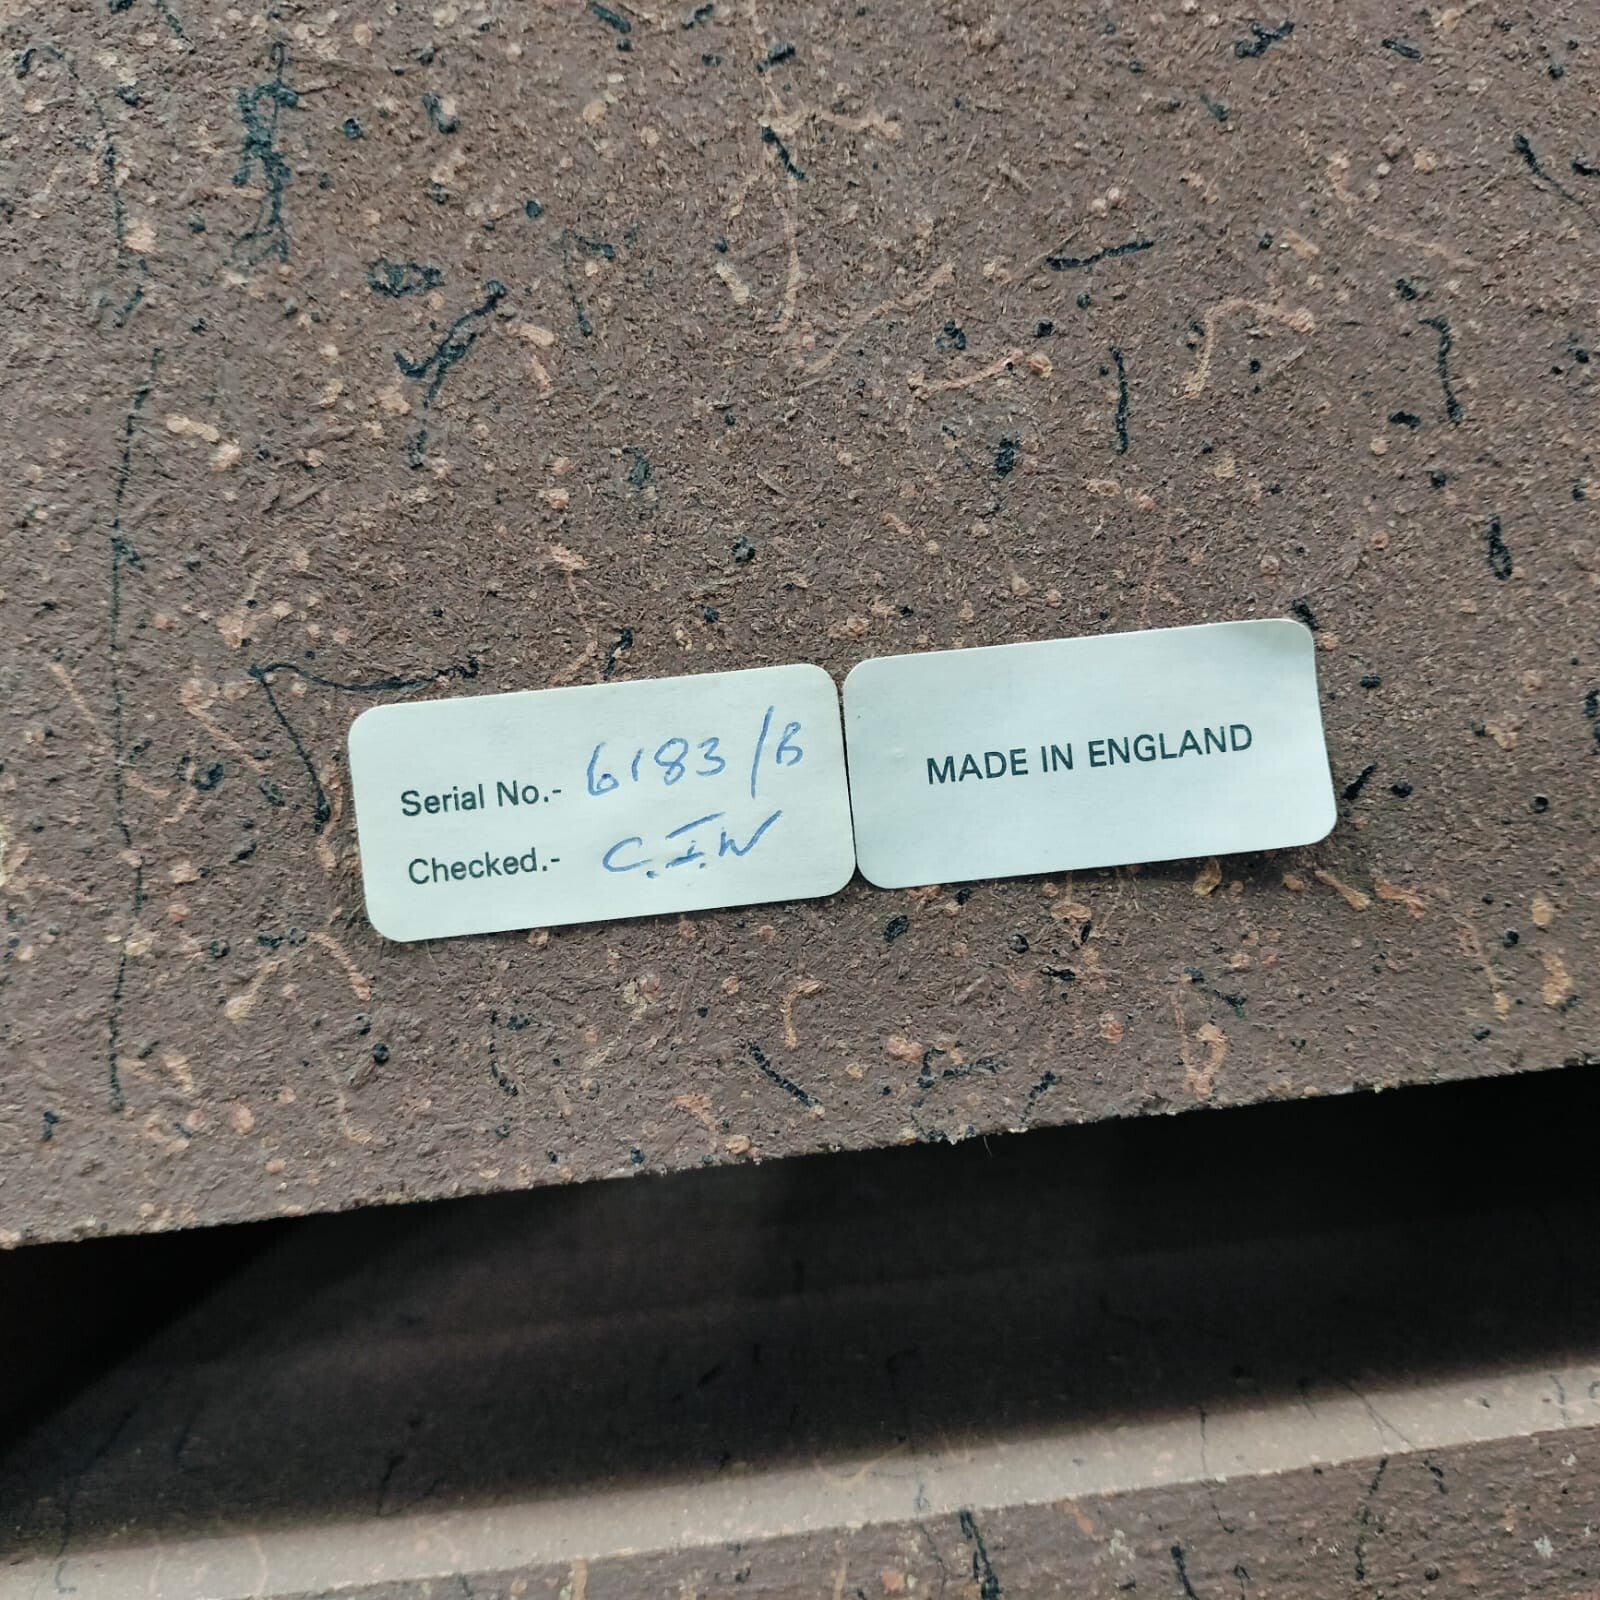 Serial No.- 6183/B
Checked.- C.I.W
MADE IN ENGLAND